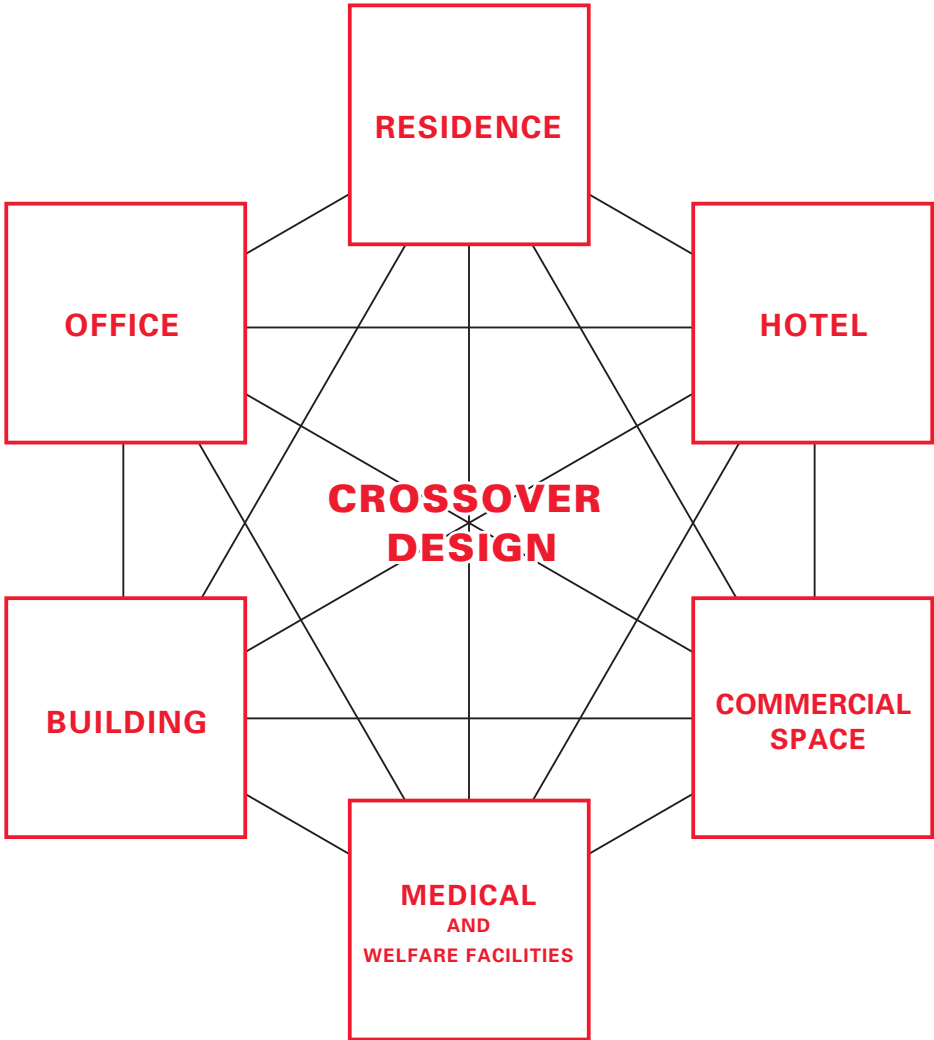 RESIDENCE
OFFICE
HOTEL
CROSSOVER
DESIGN
BUILDING
COMMERCIAL
SPACE
MEDICAL
AND
WELFARE FACILITIES